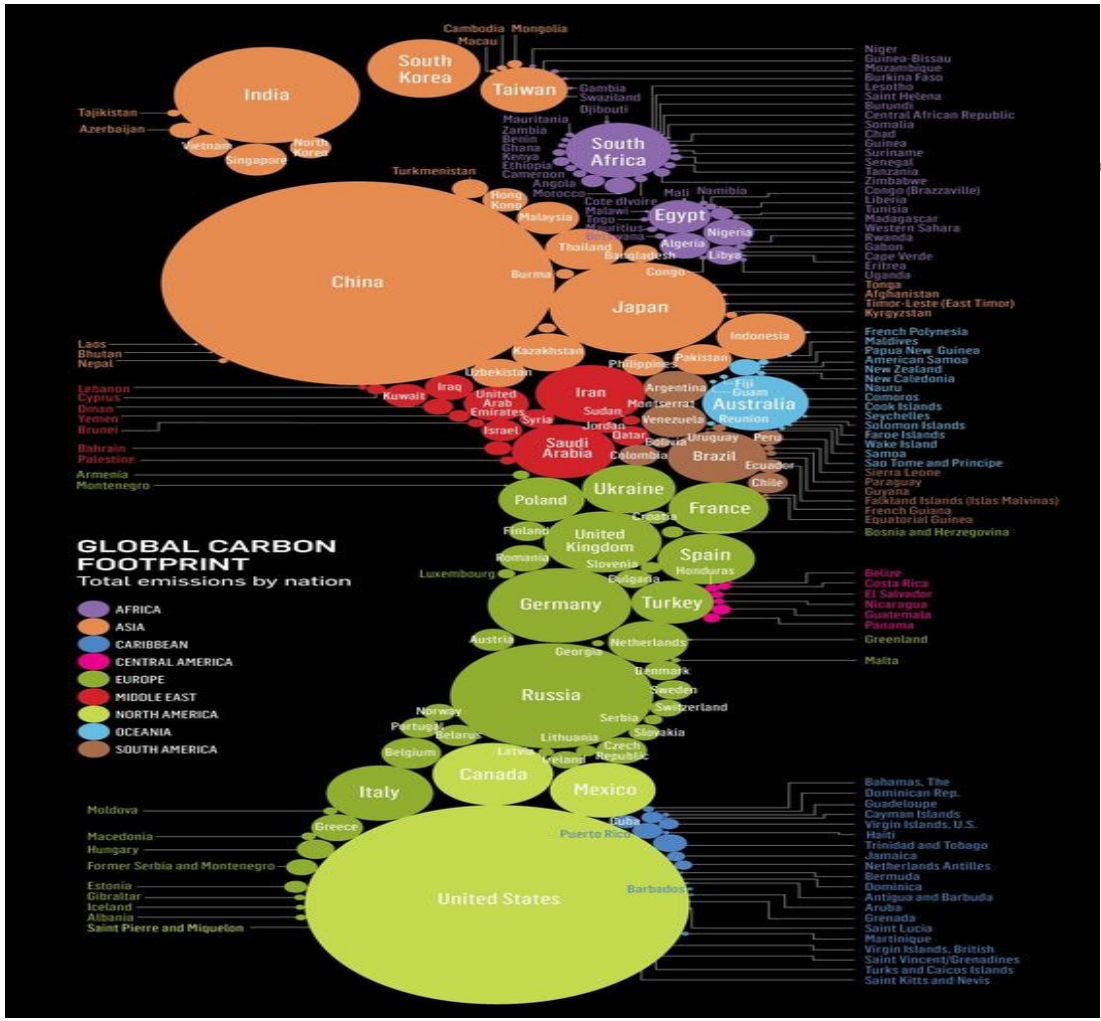 Cambodia Mongolia
Macau
South
Korea
India
Taiwan
Tajikistan
Azerbaijan
Vietnam
North
Korea
Singapore
Gambia
Swaziland
Djibouti
Mauritania
Zambia
Benin
Ghana
Kenya
Ethiopia
Cameroon
Angola
Morocco
South
Africa
Niger
Guinea-Bissau
Mozambique
Burkina Faso
Lesotho
Saint Helena
Burundi
Central African Republic
Somalia
Chad
Guinea
Suriname
Senegal
Tanzania
Zimbabwe
Congo (Brazzaville)
Liberia
Tunisia
Madagascar
Western Sahara
Rwanda
Gabon
Cape Verde
Eritrea
Uganda
Tonga
Afghanistan
Timor-Leste (East Timor)
Kyrgyzstan
Cote dIvoire
Mali
Namibia
Malawi
Togo
Mauritius
Egypt
Nigeria
Algeria
Libya
Congo
Turkmenistan
Hong
Kong
Malaysia
Thailand
Bangladesh
Burma
China
Japan
Indonesia
Kazakhstan
Philippines
Pakistan
Uzbekistan
Laos
Bhutan
Nepal
French Polynesia
Maldives
Papua New Guinea
American Samoa
New Zealand
New Caledonia
Nauru
Comoros
Cook Islands
Seychelles
Solomon Islands
Faroe Islands
Wake Island
Samoa
Sao Tome and Principe
Sierra Leone
Paraguay
Guyana
Falkland Islands (Islas Malvinas)
French Guiana
Equatorial Guinea
Bosnia and Herzegovina
Fiji
Guam
Australia
Reunion
Lebanon
Cyprus
Oman
Yemen
Brunei
Bahrain
Palestine
Armenia
Montenegro
Kuwait
Iraq
United
Arab
Emirates
Iran
Sudan
Syria
Israel
Jordan
Qatar
Saudi
Arabia
Argentina
Montserrat
Venezuela
Bolivia
Uruguay
Peru
Colombia
Brazil
Ecuador
Chile
Poland
Ukraine
France
Croatia
Finland
United
Kingdom
Spain
Romania
Slovenia
Honduras
Luxembourg
Bulgaria
Germany
Turkey
Austria
Georgia
Netherlands
Belize
Costa Rica
El Salvador
Nicaragua
Guatemala
Panama
Greenland
Malta
GLOBAL CARBON
FOOTPRINT
Total emissions by nation
AFRICA
ASIA
CARIBBEAN
CENTRAL AMERICA
EUROPE
MIDDLE EAST
NORTH AMERICA
OCEANIA
SOUTH AMERICA
Denmark
Russia
Sweden
Switzerland
Norway
Serbia
Portugal
Belarus
Lithuania
Slovakia
Belgium
Latvia
Ireland
Czech
Republic
Canada
Mexico
Italy
Greece
Cuba
Puerto Rico
United States
Barbados
Moldova
Macedonia
Hungary
Former Serbia and Montenegro
Estonia
Gibraltar
Iceland
Albania
Saint Pierre and Miquelon
Bahamas, The
Dominican Rep.
Guadeloupe
Cayman Islands
Virgin Islands, U.S.
Haiti
Trinidad and Tobago
Jamaica
Netherlands Antilles
Bermuda
Dominica
Antigua and Barbuda
Aruba
Grenada
Saint Lucia
Martinique
Virgin Islands, British
Saint Vincent/Grenadines
Turks and Caicos Islands
Saint Kitts and Nevis